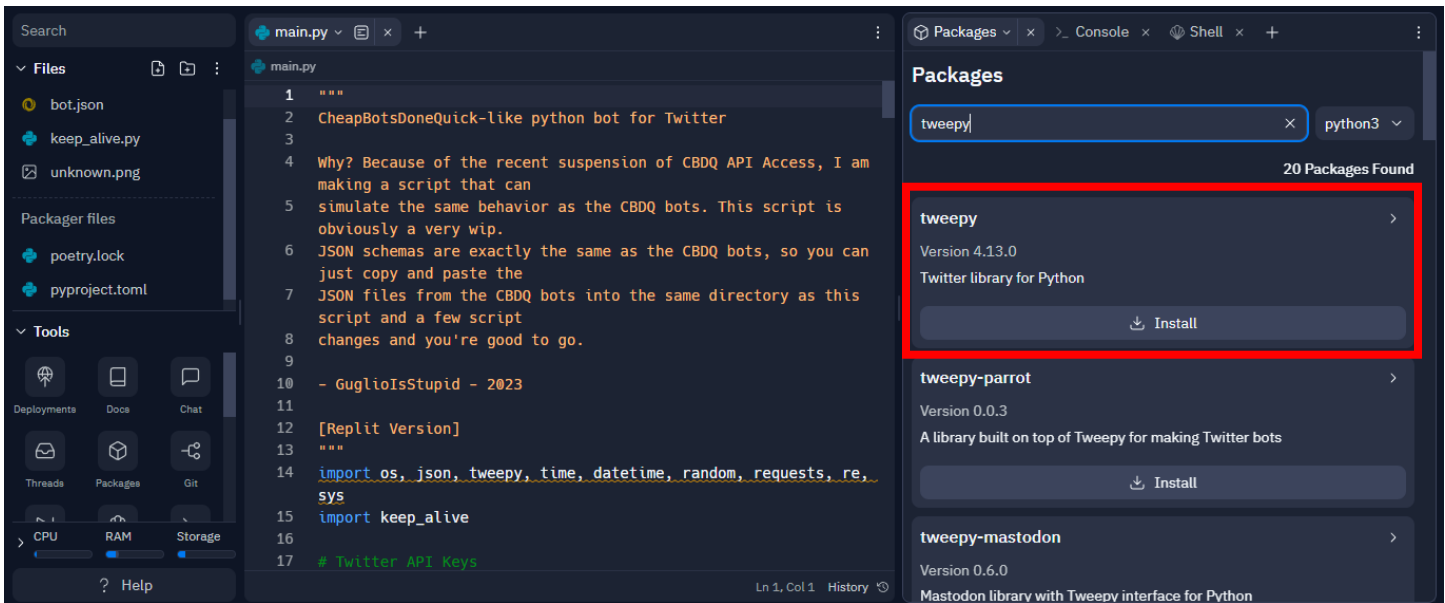 Search
Files
bot.json
keep_alive.py
unknown.png
Packager files
poetry.lock
pyproject.toml
Tools
Deployments Docs Chat
Threads Packages Git
CPU RAM Storage
? Help
main.py
main.py
1 """
2 CheapBotsDoneQuick-like python bot for Twitter
3
4 Why? Because of the recent suspension of CBDQ API Access, I am
making a script that can
5 simulate the same behavior as the CBDQ bots. This script is
obviously a very wip.
6 JSON schemas are exactly the same as the CBDQ bots, so you can
just copy and paste the
7 JSON files from the CBDQ bots into the same directory as this
script and a few script
8 changes and you're good to go.
9
10 - GuglioIsStupid - 2023
11
12 [Replit Version]
13 """
14 import os, json, tweepy, time, datetime, random, requests, re,
sys
15 import keep_alive
16
17 # Twitter API Keys
Ln 1, Col 1 History
Packages Console Shell
Packages
tweepy python3
20 Packages Found
tweepy
Version 4.13.0
Twitter library for Python
Install
tweepy-parrot
Version 0.0.3
A library built on top of Tweepy for making Twitter bots
Install
tweepy-mastodon
Version 0.6.0
Mastodon library with Tweepy interface for Python